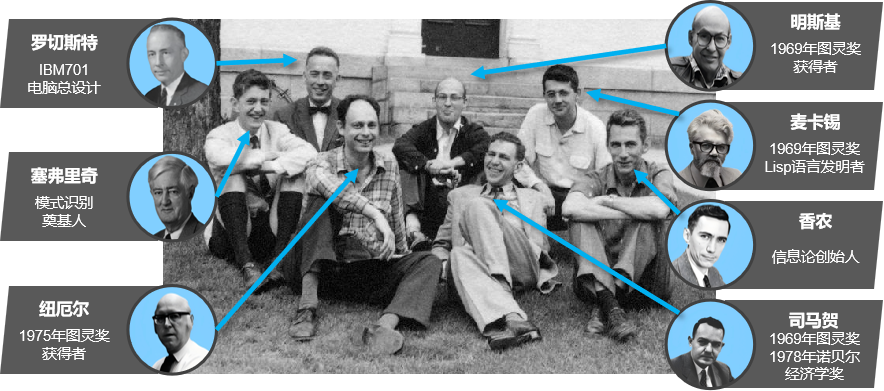 罗切斯特
IBM701
电脑总设计
塞弗里奇
模式识别
奠基人
纽厄尔
1975年图灵奖
获得者
明斯基
1969年图灵奖
获得者
麦卡锡
1969年图灵奖
Lisp语言发明者
香农
信息论创始人
司马贺
1969年图灵奖
1978年诺贝尔
经济学奖